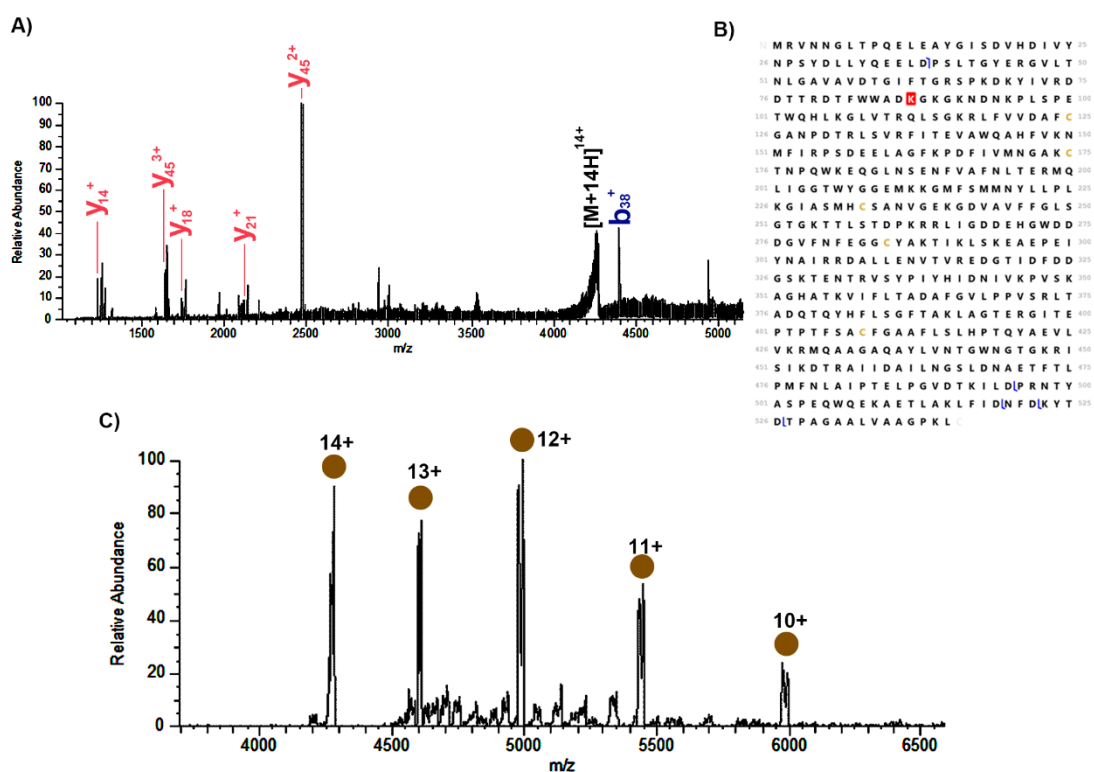 A)
B)
Relative Abundance
100
90
80
70
60
50
40
30
20
10
0
y14+
y45 3+
y18+
y21+
y45 2+
[M+14H]14+
b38+
1500
2000
2500
3000
3500
4000
4500
5000
m/z
N M R V N N G L T P Q E L E A Y G I S D V H D I V Y 25
26 N P S Y D L L Y Q E E L D P S L T G Y E R G V L T 50
51 N L G A V A V D T G I F T G R S P K D K Y I V R D 75
76 D T T R D T F W W A D K G K G K N D N K P L S P E 100
101 T W Q H L K G L V T R Q L S G K R L F V V D A F C 125
126 G A N P D T R L S V R F I T E V A W Q A H F V K N 150
151 M F I R P S D E E L A G F K P D F I V M N G A K C 175
176 T N P Q W K E Q G L N S E N F V A F N L T E R M Q 200
201 L I G G T W Y G G E M K K G M F S M M N Y L L P L 225
226 K G I A S M H C S A N V G E K G D V A V F F G L S 250
251 G T G K T T L S T D P K R R L I G D D E H G W D D 275
276 D G V F N F E G G C Y A K T I K L S K E A E P E I 300
301 Y N A I R R D A L L E N V T V R E D G T I D F D D 325
326 G S K T E N T R V S Y P I Y H I D N I V K P V S K 350
351 A G H A T K V I F L T A D A F G V L P P V S R L T 375
376 A D Q T Q Y H F L S G F T A K L A G T E R G I T E 400
401 P T P T F S A C F G A A F L S L H P T Q Y A E V L 425
426 V K R M Q A A G A Q A Y L V N T G W N G T G K R I 450
451 S I K D T R A I I D A I L N G S L D N A E T F T L 475
476 P M F N L A I P T E L P G V D T K I L D P R N T Y 500
501 A S P E Q W Q E K A E T L A K L F I D N F D K Y T 525
526 D T P A G A A L V A A G P K L C
C)
Relative Abundance
100
80
60
40
20
0
14+
13+
12+
11+
10+
4000
4500
5000
5500
6000
6500
m/z